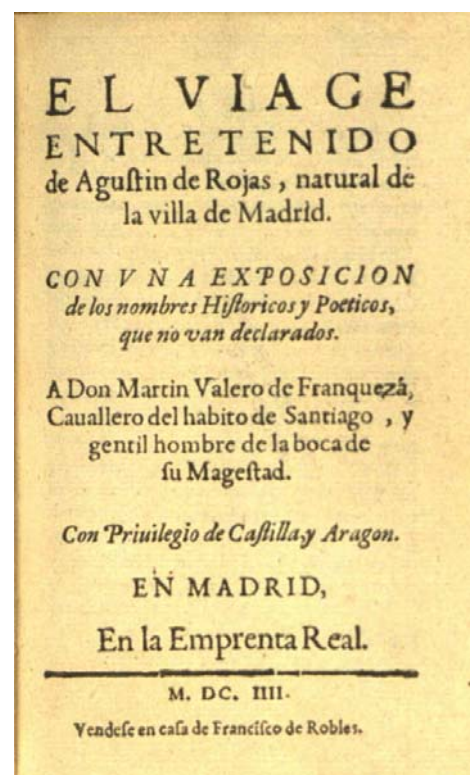 EL VIAGE
ENTRETENIDO
de Aguſtin de Rojas, natural de
la villa de Madrid.
CON VNA EXPOSICION
de los nombres Hiſtoricos y Poeticos,
que no van declarados.
A Don Martin Valero de Franqueza,
Cauallero del habito de Santiago, y
gentil hombre de la boca de
ſu Mageſtad.
Con Priuilegio de Caſtilla, y Aragon.
EN MADRID,
En la Emprenta Real.
M. DC. IIII.
Vendeſe en caſa de Franciſco de Robles.